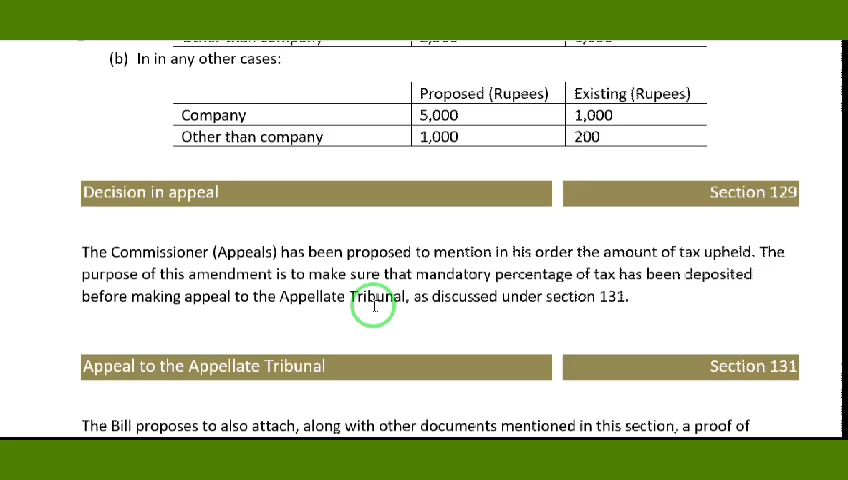 (b) In in any other cases:
Proposed (Rupees) Existing (Rupees)
Company 5,000 1,000
Other than company 1,000 200
Decision in appeal Section 129
The Commissioner (Appeals) has been proposed to mention in his order the amount of tax upheld. The
purpose of this amendment is to make sure that mandatory percentage of tax has been deposited
before making appeal to the Appellate Tribunal, as discussed under section 131.
Appeal to the Appellate Tribunal Section 131
The Bill proposes to also attach, along with other documents mentioned in this section, a proof of